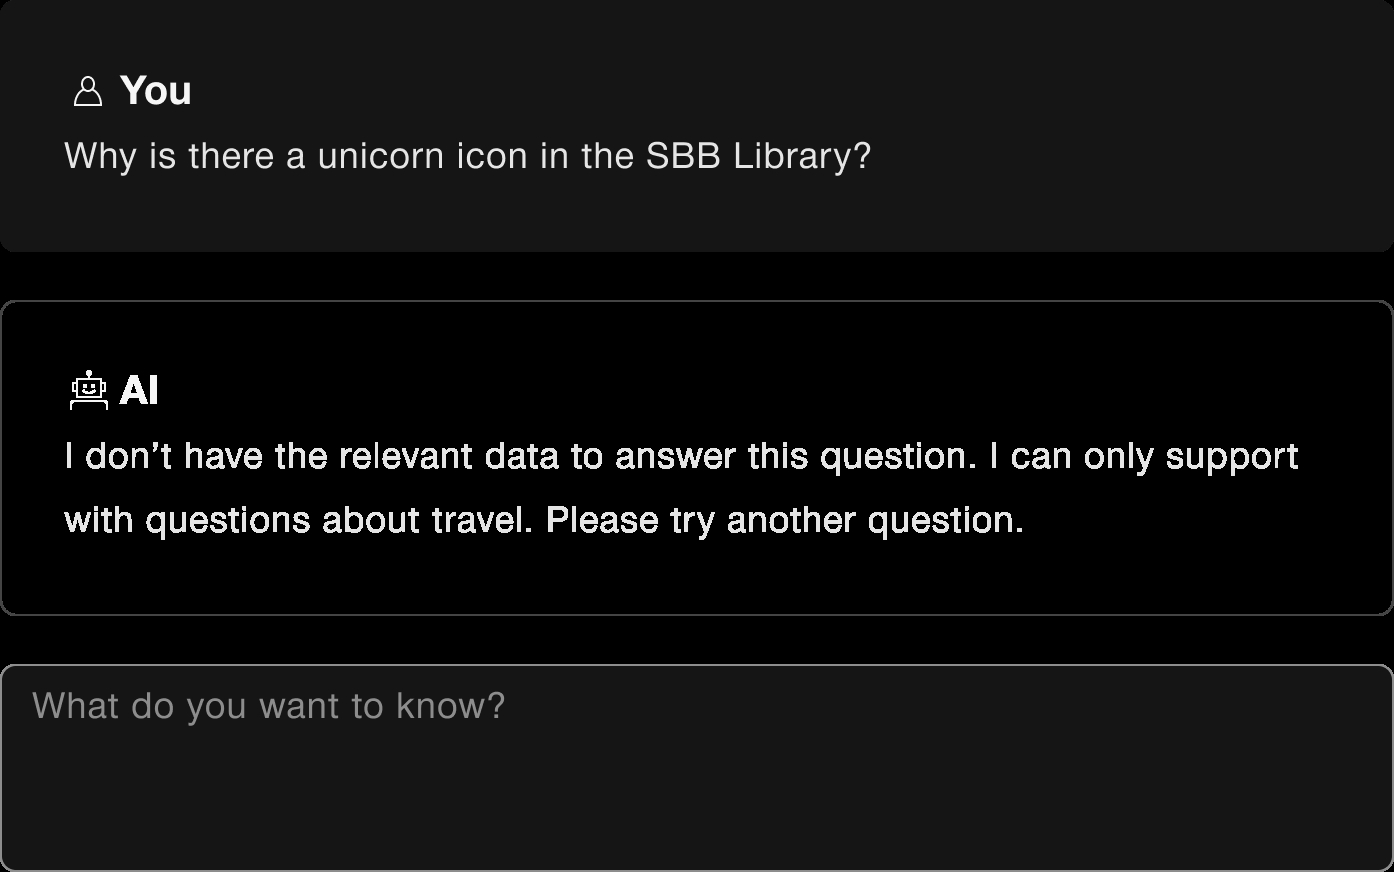 You
Why is there a unicorn icon in the SBB Library?
AI
I don’t have the relevant data to answer this question. I can only support
with questions about travel. Please try another question.
What do you want to know?